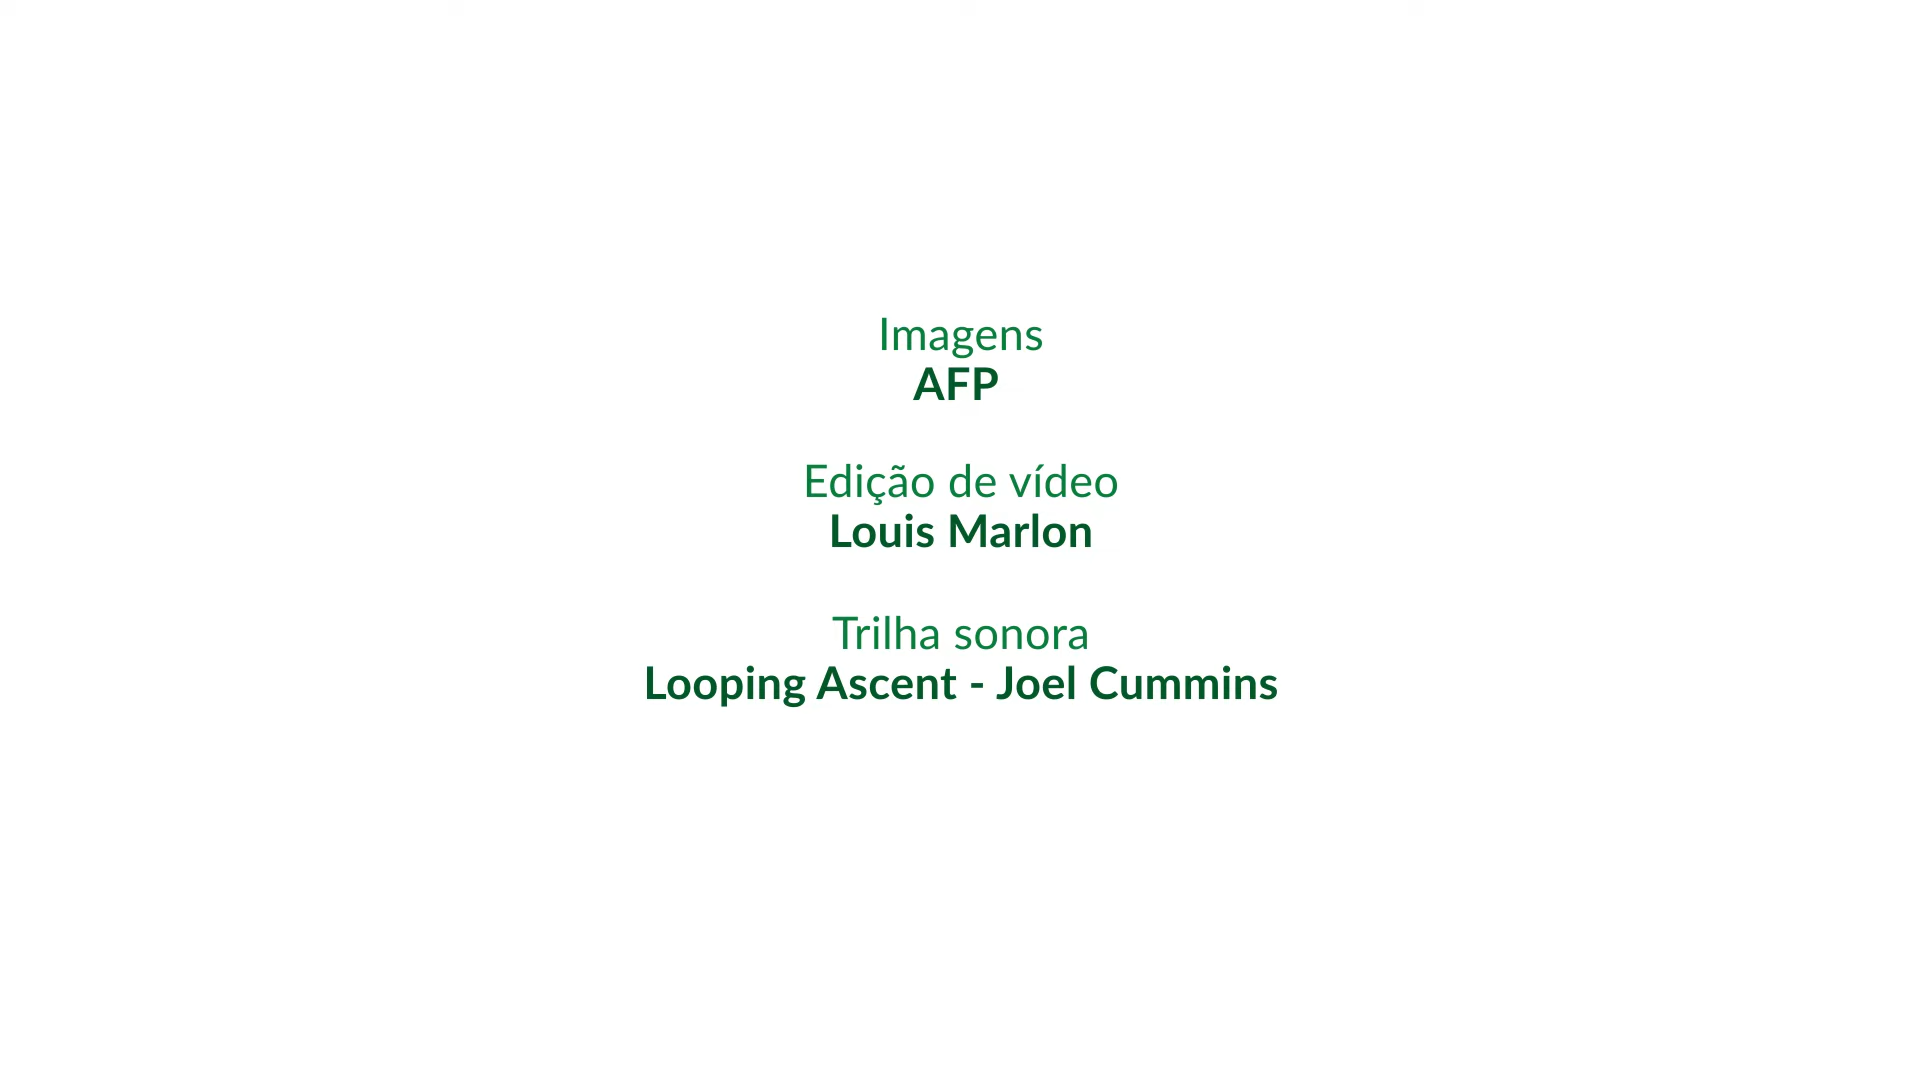 Imagens
AFP
Edição de vídeo
Louis Marlon
Trilha sonora
Looping Ascent - Joel Cummins